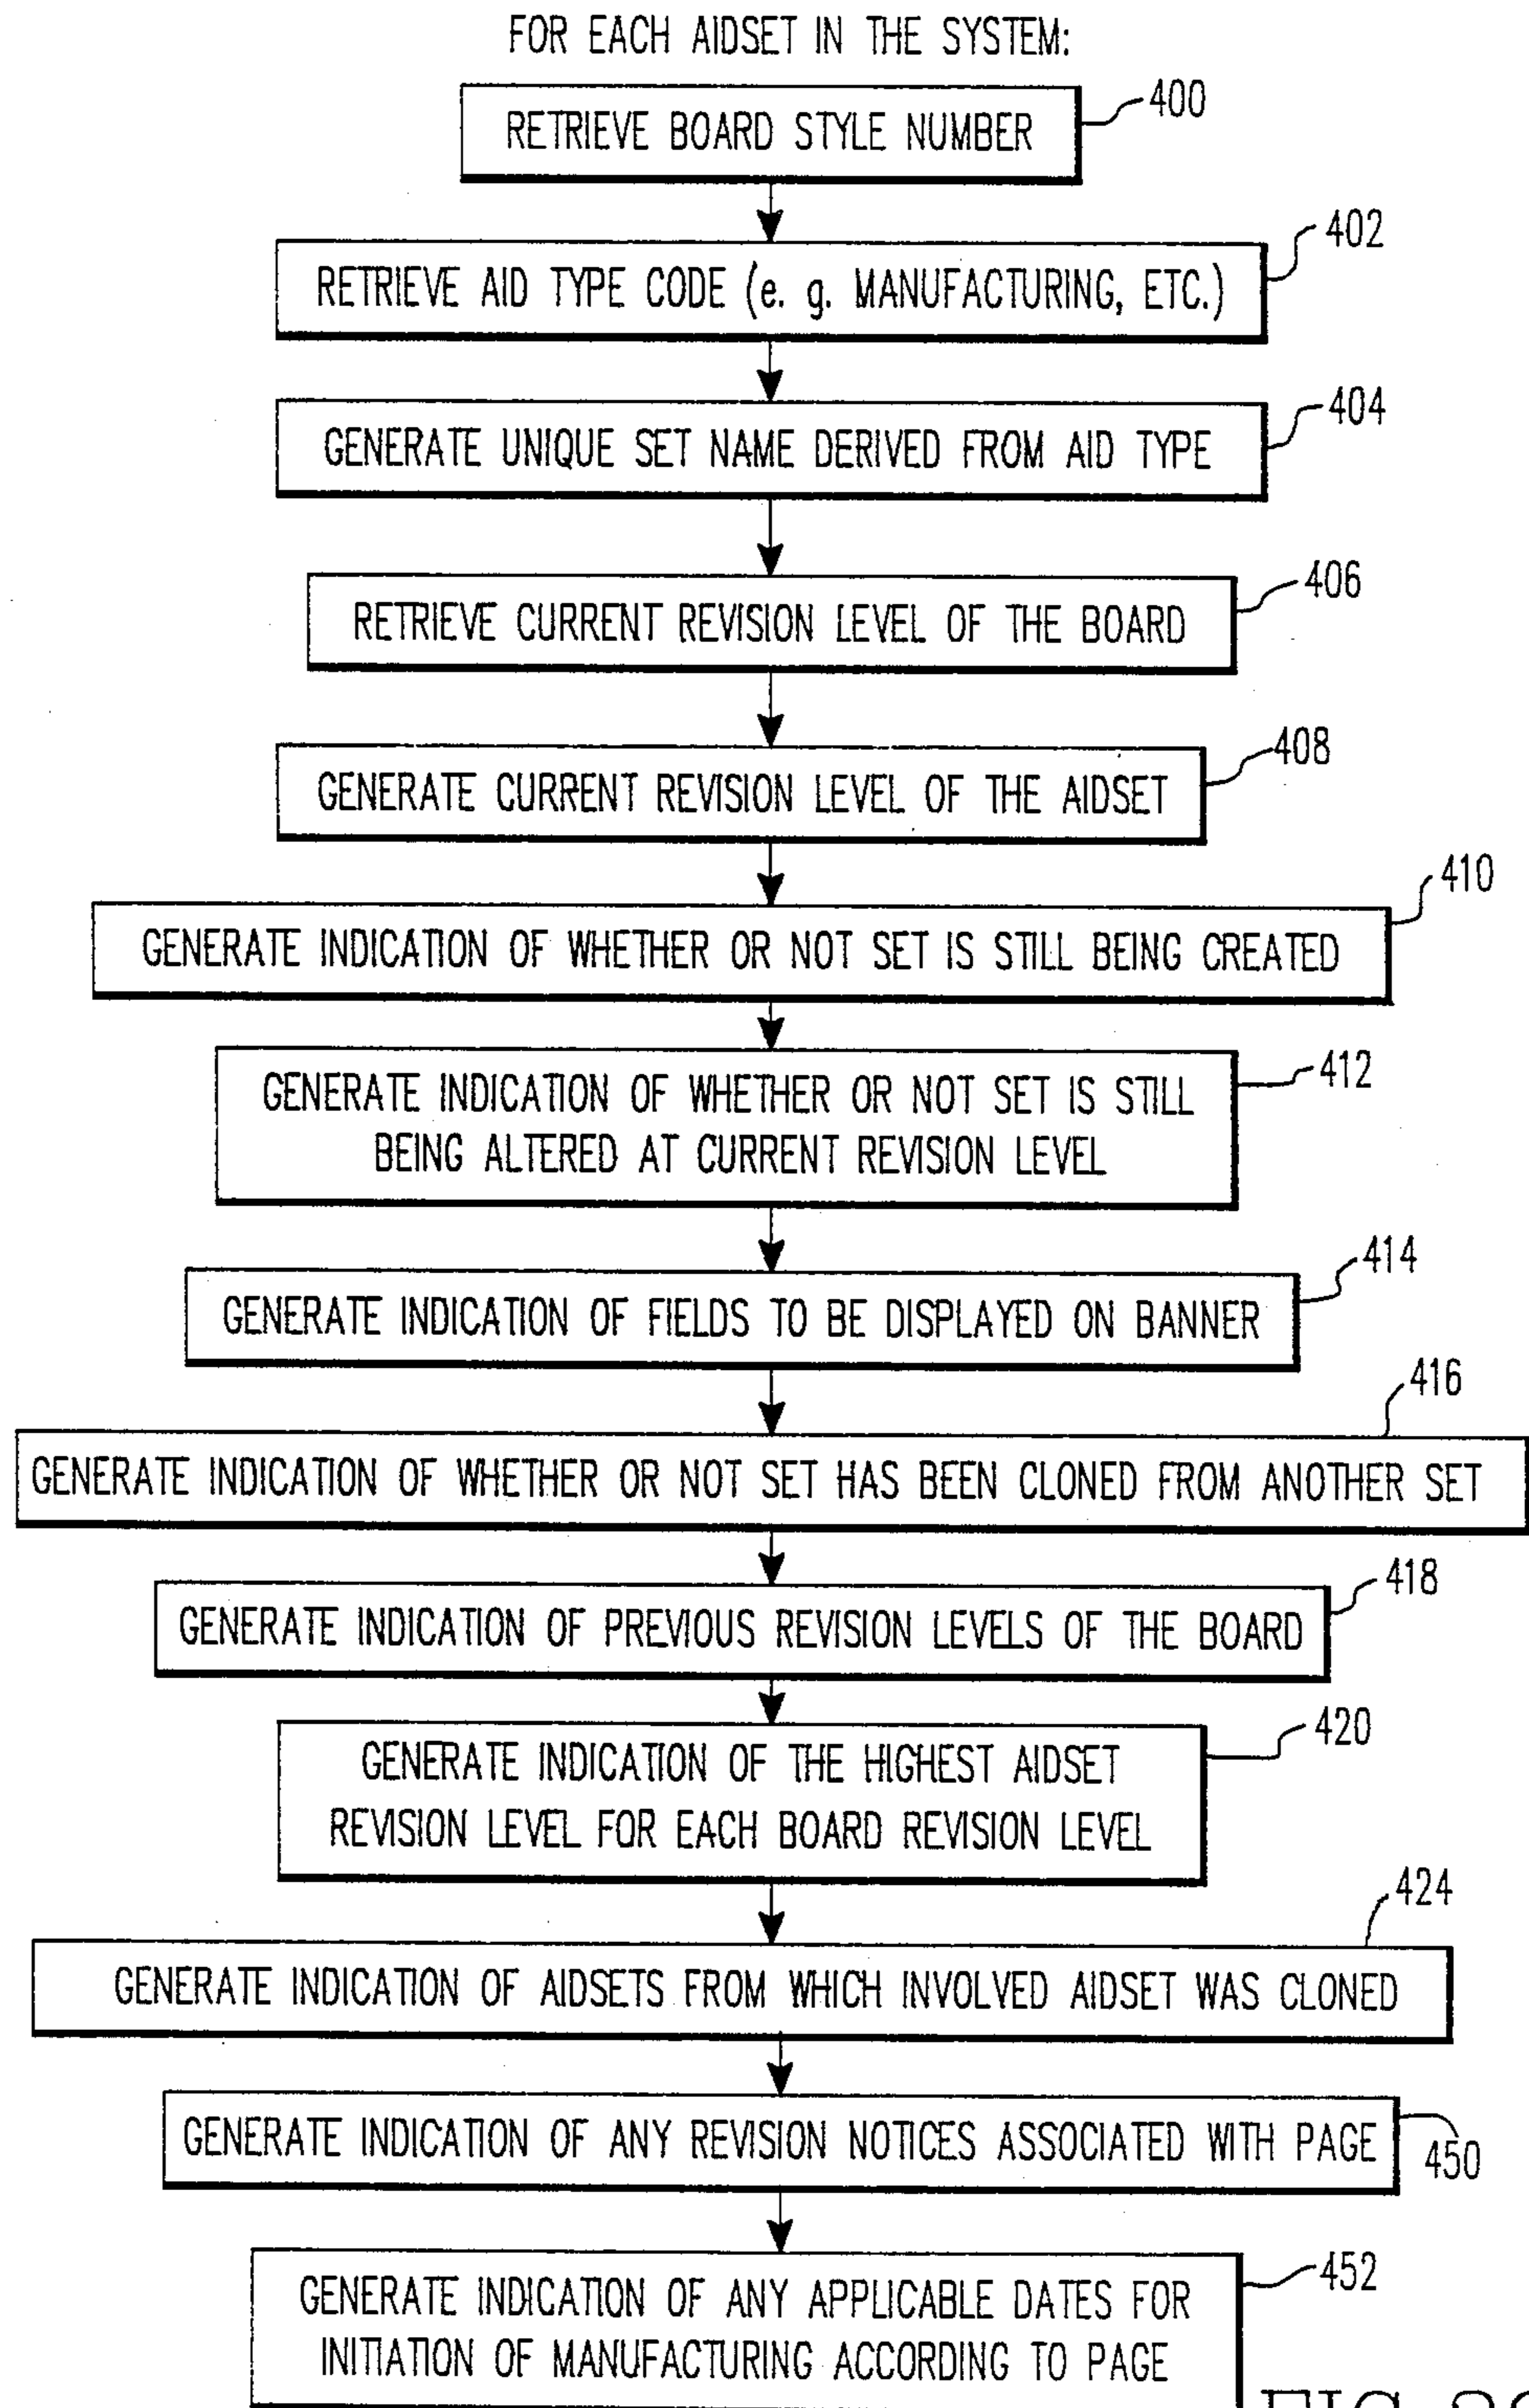 FOR EACH AIDSET IN THE SYSTEM:
RETRIEVE BOARD STYLE NUMBER
400
RETRIEVE AID TYPE CODE (e. g. MANUFACTURING, ETC.)
402
GENERATE UNIQUE SET NAME DERIVED FROM AID TYPE
404
RETRIEVE CURRENT REVISION LEVEL OF THE BOARD
406
GENERATE CURRENT REVISION LEVEL OF THE AIDSET
408
GENERATE INDICATION OF WHETHER OR NOT SET IS STILL BEING CREATED
410
GENERATE INDICATION OF WHETHER OR NOT SET IS STILL
BEING ALTERED AT CURRENT REVISION LEVEL
412
GENERATE INDICATION OF FIELDS TO BE DISPLAYED ON BANNER
414
GENERATE INDICATION OF WHETHER OR NOT SET HAS BEEN CLONED FROM ANOTHER SET
416
GENERATE INDICATION OF PREVIOUS REVISION LEVELS OF THE BOARD
418
GENERATE INDICATION OF THE HIGHEST AIDSET
REVISION LEVEL FOR EACH BOARD REVISION LEVEL
420
GENERATE INDICATION OF AIDSETS FROM WHICH INVOLVED AIDSET WAS CLONED
424
GENERATE INDICATION OF ANY REVISION NOTICES ASSOCIATED WITH PAGE
450
GENERATE INDICATION OF ANY APPLICABLE DATES FOR
INITIATION OF MANUFACTURING ACCORDING TO PAGE
452
FIG